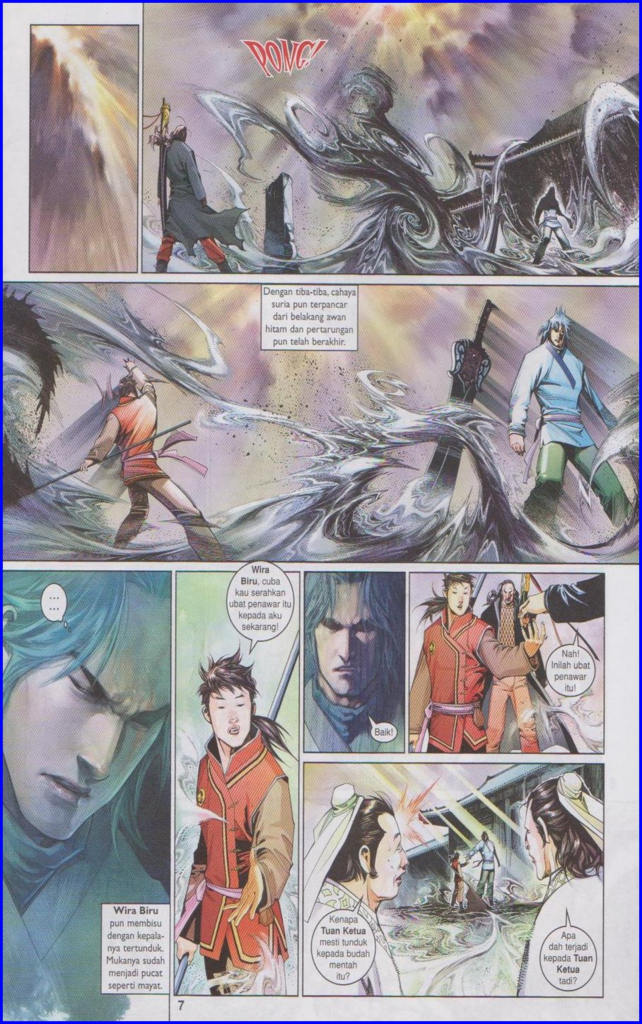 PONG!
Dengan tiba-tiba, cahaya
suria pun terpancar
dari belakang awan
hitam dan pertarungan
pun telah berakhir.
...
...
Wira Biru
pun membisu
dengan kepala-
nya tertunduk.
Mukanya sudah
menjadi pucat
seperti mayat.
Wira
Biru, cuba
kau serahkan
ubat penawar itu
kepada aku
sekarang!
Baik!
Nah!
Inilah ubat
penawar
itu!
Kenapa
Tuan Ketua
mesti tunduk
kepada budah
mentah
itu?
Apa
dah terjadi
kepada Tuan
Ketua
tadi?
7